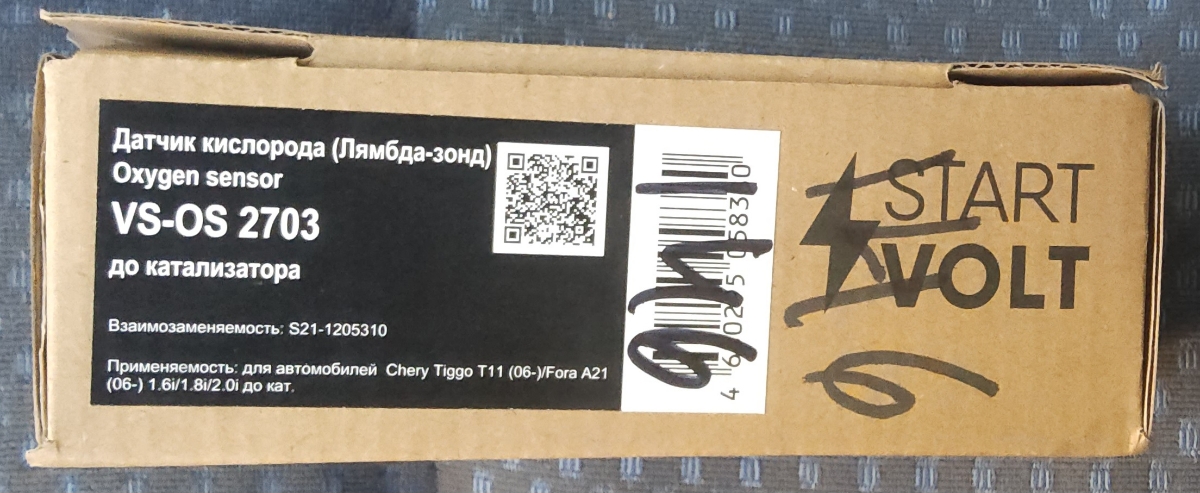 Датчик кислорода (Лямбда-зонд)
Oxygen sensor
VS-OS 2703
до катализатора
Взаимозаменяемость: S21-1205310
Применяемость: для автомобилей Chery Tiggo T11 (06-)/Fora A21
(06-) 1.6i/1.8i/2.0i до кат.
START
VOLT